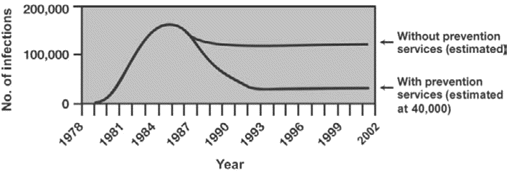 200,000
100,000
0
No. of infections
Without prevention
services (estimated)
With prevention
services (estimated
at 40,000)
1978
1981
1984
1987
1990
1993
1996
1999
2002
Year